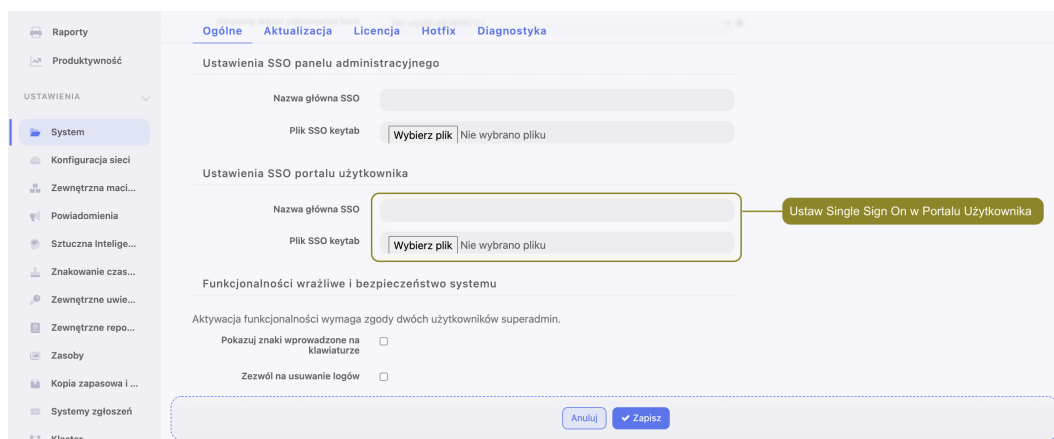 Raporty
Ogólne Aktualizacja Licencja Hotfix Diagnostyka
Produktywność
Ustawienia SSO panelu administracyjnego
USTAWIENIA
Nazwa główna SSO
System
Plik SSO keytab Wybierz plik Nie wybrano pliku
Konfiguracja sieci
Ustawienia SSO portalu użytkownika
Zewnętrzna maci...
Nazwa główna SSO
Powiadomienia
Ustaw Single Sign On w Portalu Użytkownika
Sztuczna Intelige...
Plik SSO keytab Wybierz plik Nie wybrano pliku
Znakowanie czas...
Funkcjonalności wrażliwe i bezpieczeństwo systemu
Zewnętrzne uwie...
Aktywacja funkcjonalności wymaga zgody dwóch użytkowników superadmin.
Zewnętrzne repo...
Pokazuj znaki wprowadzone na
klawiaturze
Zasoby
Zezwól na usuwanie logów
Kopia zapasowa i ...
Systemy zgłoszeń
Anuluj Zapisz
Klaster